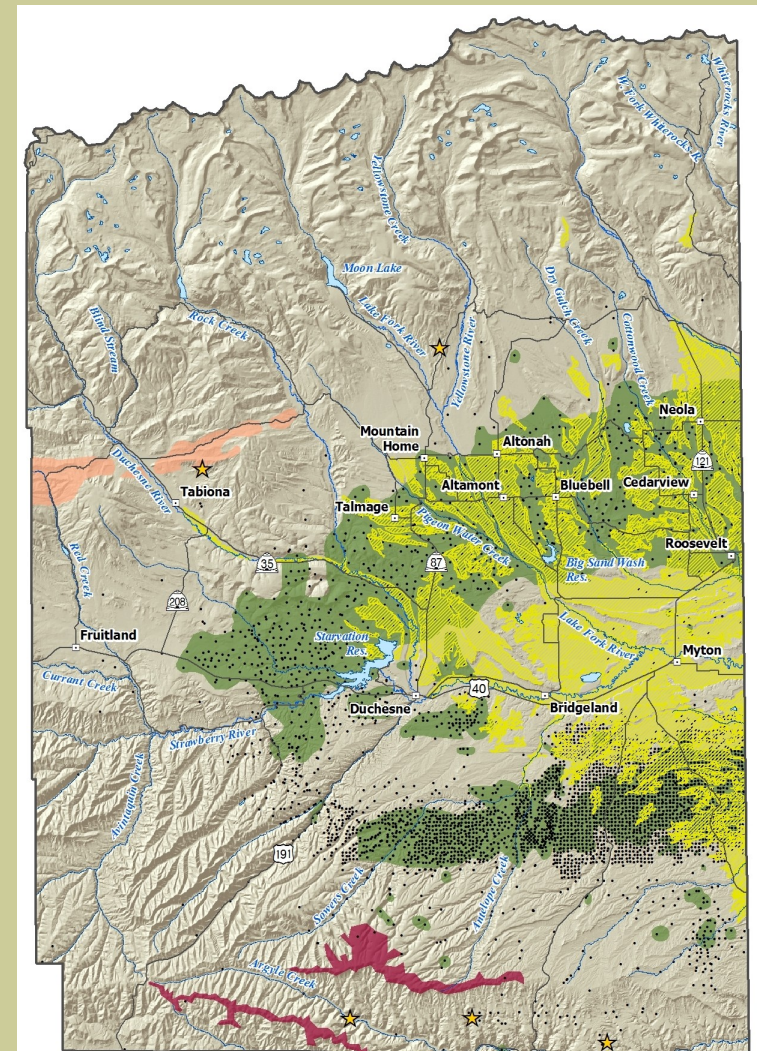 Whiterocks River
W. Fork Whiterocks R.
Yellowstone Creek
Moon Lake
Lake Fork River
Dry Gulch Creek
Cottonwood Creek
Blind Stream
Rock Creek
Yellowstone River
Neola
Mountain
Home
Altonah
121
Duchesne River
Tabiona
Altamont
Bluebell
Cedarview
Talmage
Pigeon Water Creek
Roosevelt
Red Creek
35
87
Big Sand Wash
Res.
208
Lake Fork River
Fruitland
Starvation
Res.
Myton
Currant Creek
40
Duchesne
Bridgeland
Strawberry River
Avintaquin Creek
191
Sowers Creek
Antelope Creek
Argyle Creek